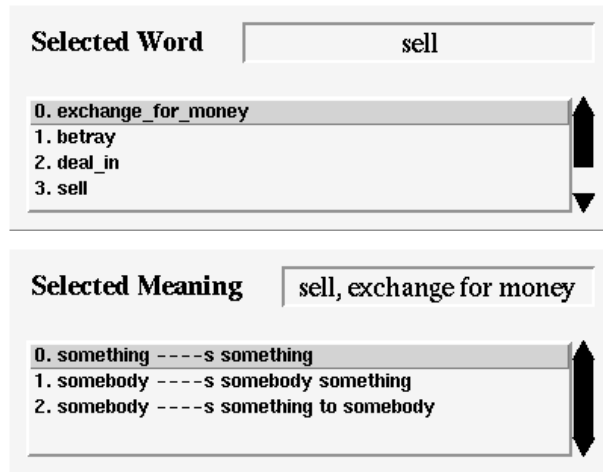 Selected Word sell
0. exchange_for_money
1. betray
2. deal_in
3. sell
Selected Meaning sell, exchange for money
0. something ----s something
1. somebody ----s somebody something
2. somebody ----s something to somebody